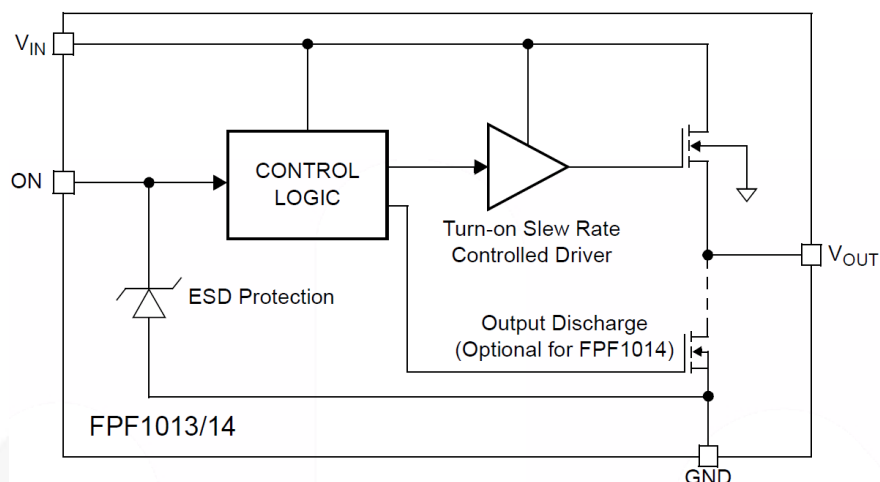 VIN
ON
CONTROL
LOGIC
Turn-on Slew Rate
Controlled Driver
VOUT
ESD Protection
Output Discharge
(Optional for FPF1014)
FPF1013/14
GND